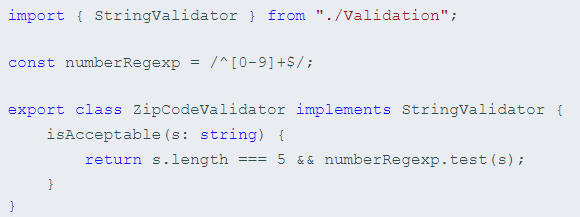 import { StringValidator } from "./Validation";
const numberRegexp = /^[0-9]+$/;
export class ZipCodeValidator implements StringValidator {
isAcceptable(s: string) {
return s.length === 5 && numberRegexp.test(s);
}
}